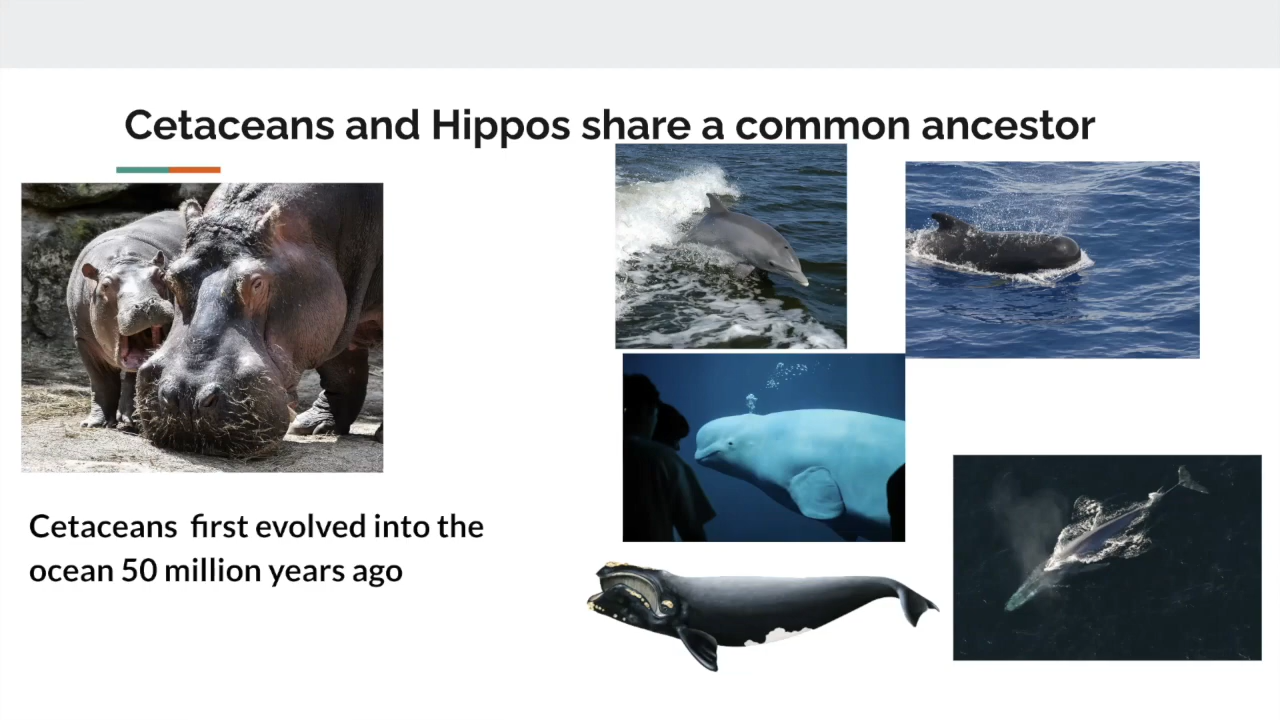 Cetaceans and Hippos share a common ancestor
Cetaceans  first evolved into the
ocean 50 million years ago